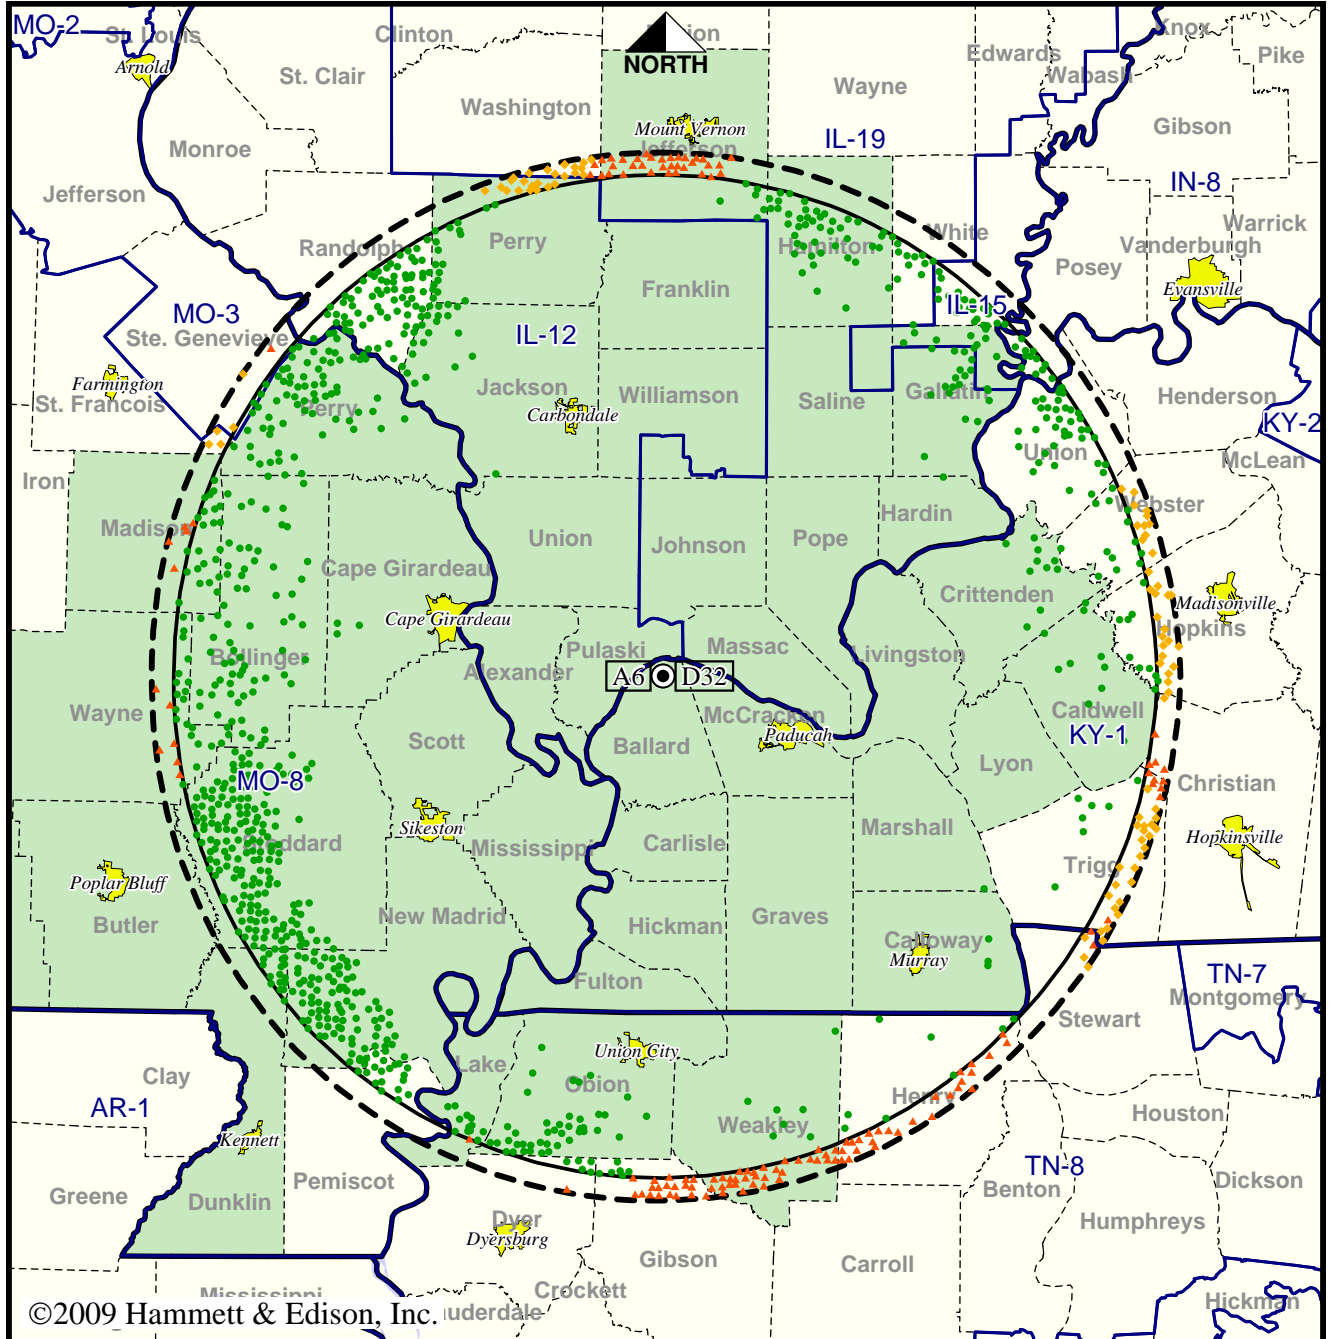 MO-2
St. Louis
Clinton
Marion
Knox
Edwards
Pike
Arnold
St. Clair
NORTH
Wabash
Wayne
Washington
Mount Vernon
Gibson
Monroe
Jefferson
IL-19
Jefferson
IN-8
Warrick
Randolph
Perry
Hamilton
White
Vanderburgh
Posey
Franklin
Evansville
MO-3
IL-15
Ste. Genevieve
IL-12
Farmington
Jackson
Williamson
Saline
Gallatin
Henderson
St. Francois
Perry
Carbondale
KY-2
Union
McLean
Iron
Webster
Madison
Hardin
Union
Johnson
Pope
Cape Girardeau
Crittenden
Madisonville
Cape Girardeau
Hopkins
Bollinger
Pulaski
Massac
Livingston
Alexander
A6
D32
Wayne
McCracken
Caldwell
Scott
Ballard
Paducah
KY-1
Lyon
MO-8
Christian
Sikeston
Marshall
Stoddard
Mississippi
Carlisle
Hopkinsville
Trigg
Poplar Bluff
Butler
New Madrid
Hickman
Graves
Calloway
Murray
Fulton
TN-7
Montgomery
Stewart
Union City
Clay
Lake
Obion
Henry
AR-1
Weakley
Houston
Kennett
TN-8
Greene
Dunklin
Pemiscot
Benton
Dickson
Dyer
Humphreys
Dyersburg
Gibson
Carroll
Crockett
Mississippi
Hickman
©2009 Hammett & Edison, Inc.
auderdale